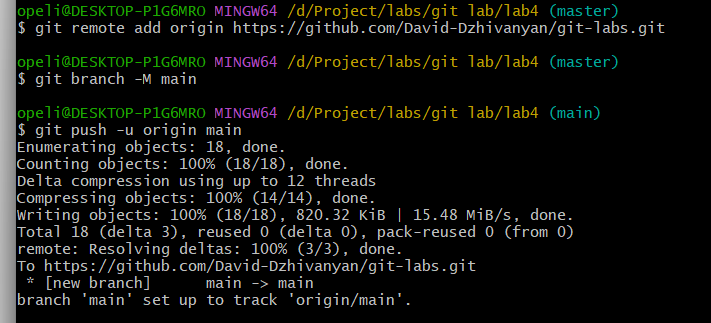 opeli@DESKTOP-P1G6MRO MINGW64 /d/Project/labs/git lab/lab4 (master)
$ git remote add origin https://github.com/David-Dzhivanyan/git-labs.git
opeli@DESKTOP-P1G6MRO MINGW64 /d/Project/labs/git lab/lab4 (master)
$ git branch -M main
opeli@DESKTOP-P1G6MRO MINGW64 /d/Project/labs/git lab/lab4 (main)
$ git push -u origin main
Enumerating objects: 18, done.
Counting objects: 100% (18/18), done.
Delta compression using up to 12 threads
Compressing objects: 100% (14/14), done.
Writing objects: 100% (18/18), 820.32 KiB | 15.48 MiB/s, done.
Total 18 (delta 3), reused 0 (delta 0), pack-reused 0 (from 0)
remote: Resolving deltas: 100% (3/3), done.
To https://github.com/David-Dzhivanyan/git-labs.git
 * [new branch]      main -> main
branch 'main' set up to track 'origin/main'.